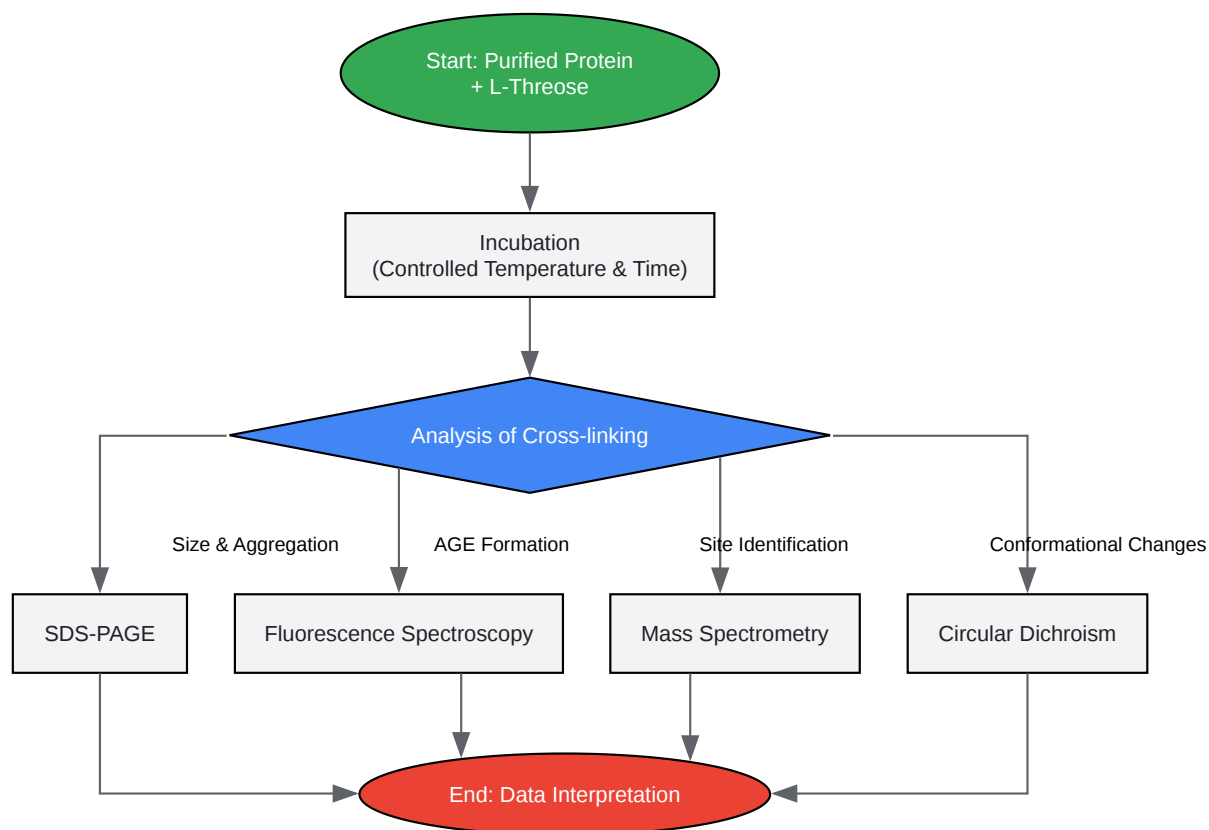 Start: Purified Protein
+ L-Threose
Incubation
(Controlled Temperature & Time)
Analysis of Cross-linking
Size & Aggregation
AGE Formation
Site Identification
Conformational Changes
SDS-PAGE
Fluorescence Spectroscopy
Mass Spectrometry
Circular Dichroism
End: Data Interpretation